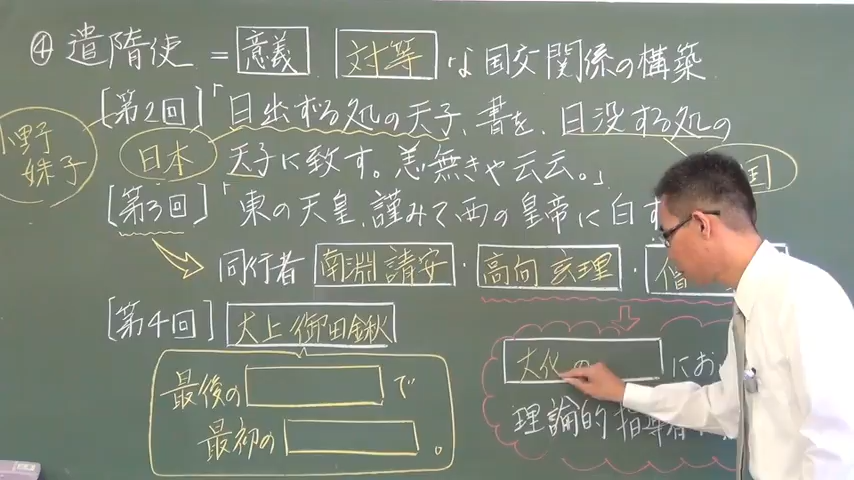 ④遣隋使 = 意義 対等 な国交関係の構築
[第2回]「日出ずる処の天子、書を、日没する処の
小野
妹子
日本
天子に致す。恙無きや云云。」
国
[第3回]「東の天皇、謹みて西の皇帝に白す
同行者 南淵請安・高向玄理・僧
[第4回] 犬上御田鍬
最後の で
最初の 。
大化の にお
理論的指導者